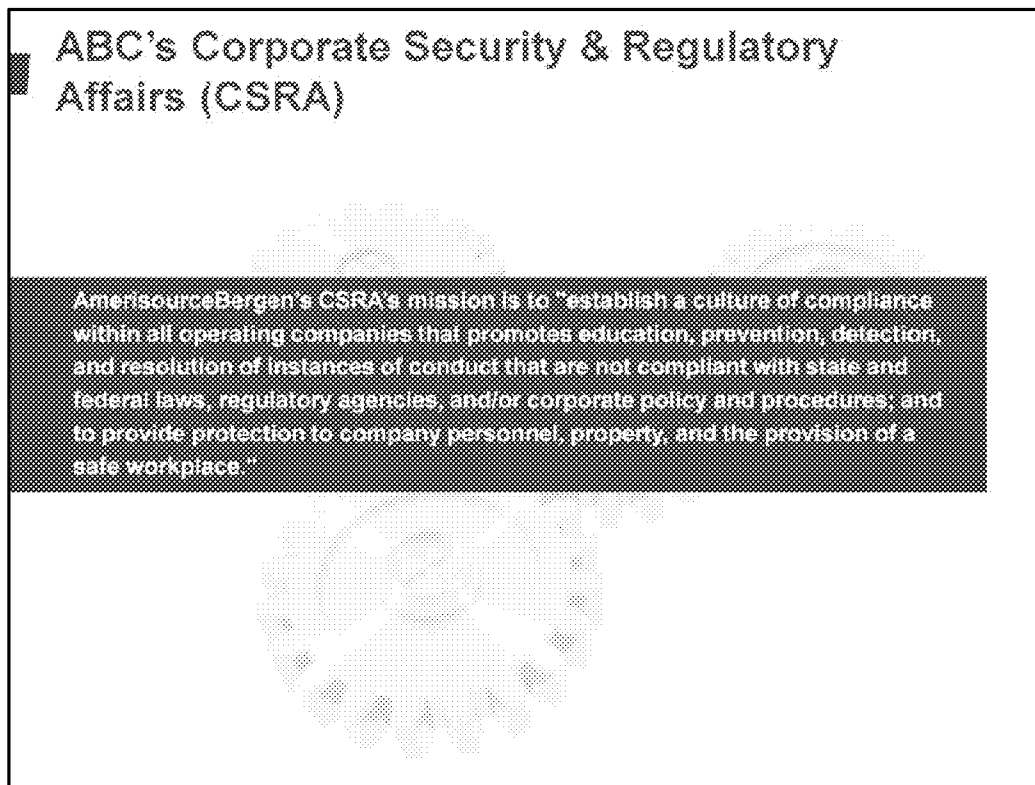 ABC's Corporate Security & Regulatory
Affairs (CSRA)
AmerisourceBergen's CSRA's mission is to "establish a culture of compliance
within all operating companies that promotes education, prevention, detection,
and resolution of instances of conduct that are not compliant with state and
federal laws, regulatory agencies, and/or corporate policy and procedures; and
to provide protection to company personnel, property, and the provision of a
safe workplace."